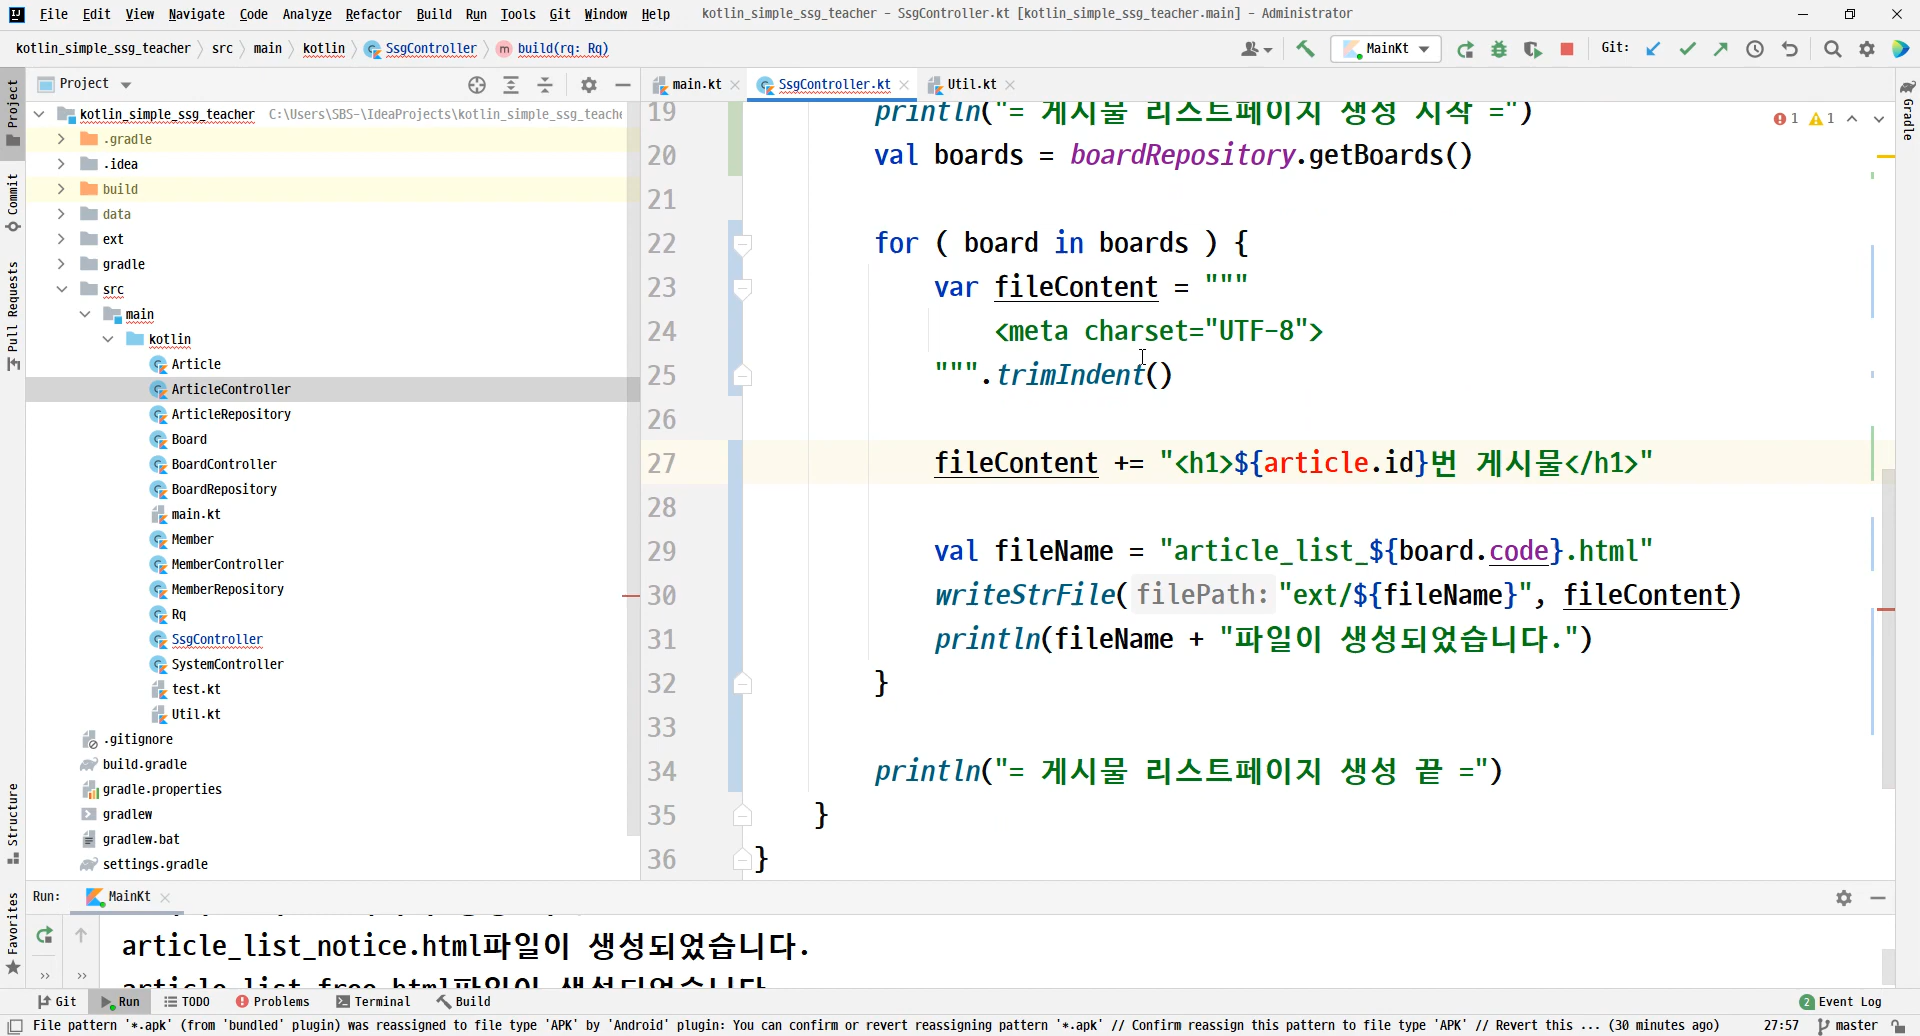 File Edit View Navigate Code Analyze Refactor Build Run Tools Git Window Help kotlin_simple_ssg_teacher - SsgController.kt [kotlin_simple_ssg_teacher.main] - Administrator
kotlin_simple_ssg_teacher src main kotlin SsgController build(rq: Rq) MainKt Git:
Project main.kt SsgController.kt Util.kt
kotlin_simple_ssg_teacher C:\Users\SBS-\IdeaProjects\kotlin_simple_ssg_teache
.gradle
.idea
build
data
ext
gradle
src
main
kotlin
Article
ArticleController
ArticleRepository
Board
BoardController
BoardRepository
main.kt
Member
MemberController
MemberRepository
Rq
SsgController
SystemController
test.kt
Util.kt
.gitignore
build.gradle
gradle.properties
gradlew
gradlew.bat
settings.gradle
Project
Commit
Pull Requests
Structure
Favorites
Gradle
1 1
19 println("= 게시물 리스트페이지 생성 시작 =")
20 val boards = boardRepository.getBoards()
21
22 for ( board in boards ) {
23 var fileContent = """
24 <meta charset="UTF-8">
25 """.trimIndent()
26
27 fileContent += "<h1>${article.id}번 게시물</h1>"
28
29 val fileName = "article_list_${board.code}.html"
30 writeStrFile( filePath: "ext/${fileName}", fileContent)
31 println(fileName + "파일이 생성되었습니다.")
32 }
33
34 println("= 게시물 리스트페이지 생성 끝 =")
35 }
36 }
Run: MainKt
article_list_notice.html파일이 생성되었습니다.
article_list_free.html파일이 생성되었습니다
Git Run TODO Problems Terminal Build 2 Event Log
File pattern '*.apk' (from 'bundled' plugin) was reassigned to file type 'APK' by 'Android' plugin: You can confirm or revert reassigning pattern '*.apk' // Confirm reassign this pattern to file type 'APK' // Revert this ... (30 minutes ago) 27:57 master